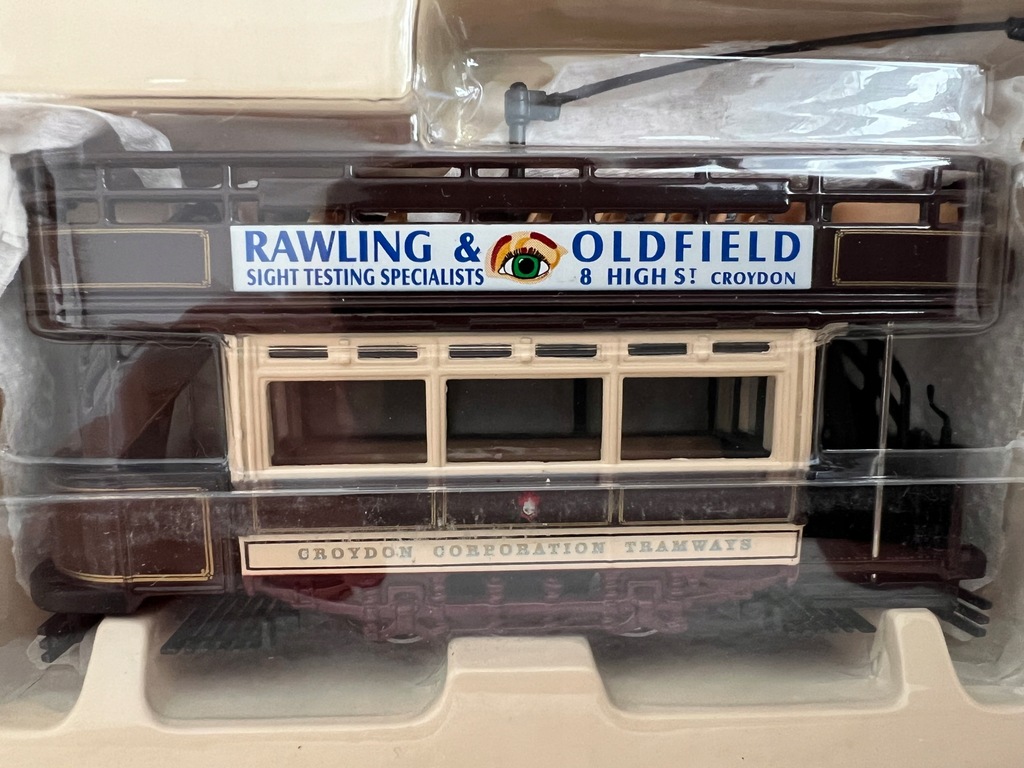 RAWLING & OLDFIELD
SIGHT TESTING SPECIALISTS 8 HIGH ST CROYDON
CROYDON CORPORATION TRAMWAYS